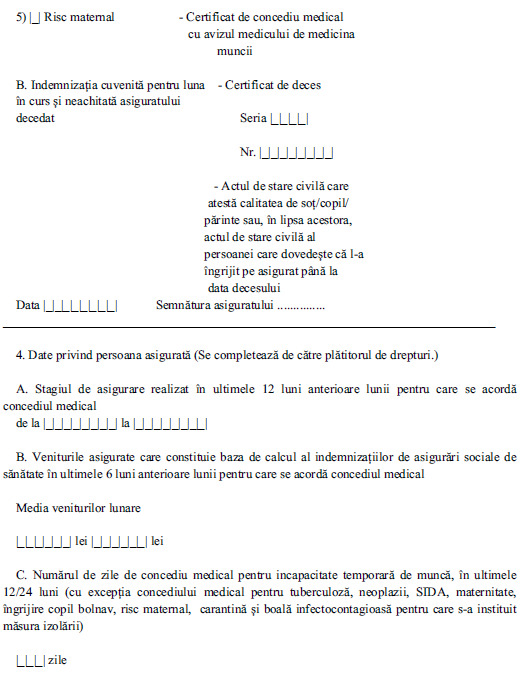 5) |_| Risc maternal - Certificat de concediu medical
cu avizul medicului de medicina
muncii
B. Indemnizația cuvenită pentru luna - Certificat de deces
în curs și neachitată asiguratului
decedat Seria |_|_|_|_|
Nr. |_|_|_|_|_|_|_|_|
- Actul de stare civilă care
atestă calitatea de soț/copil/
părinte sau, în lipsa acestora,
actul de stare civilă al
persoanei care dovedește că l-a
îngrijit pe asigurat până la
data decesului
Data |_|_|_|_|_|_|_|_| Semnătura asiguratului ...............
4. Date privind persoana asigurată (Se completează de către plătitorul de drepturi.)
A. Stagiul de asigurare realizat în ultimele 12 luni anterioare lunii pentru care se acordă
concediul medical
de la |_|_|_|_|_|_|_|_| la |_|_|_|_|_|_|_|_|
B. Veniturile asigurate care constituie baza de calcul al indemnizațiilor de asigurări sociale de
sănătate în ultimele 6 luni anterioare lunii pentru care se acordă concediul medical
Media veniturilor lunare
|_|_|_|_|_|_| lei |_|_|_|_|_|_| lei
C. Numărul de zile de concediu medical pentru incapacitate temporară de muncă, în ultimele
12/24 luni (cu excepția concediului medical pentru tuberculoză, neoplazii, SIDA, maternitate,
îngrijire copil bolnav, risc maternal, carantină și boală infectocontagioasă pentru care s-a instituit
măsura izolării)
|_|_|_| zile